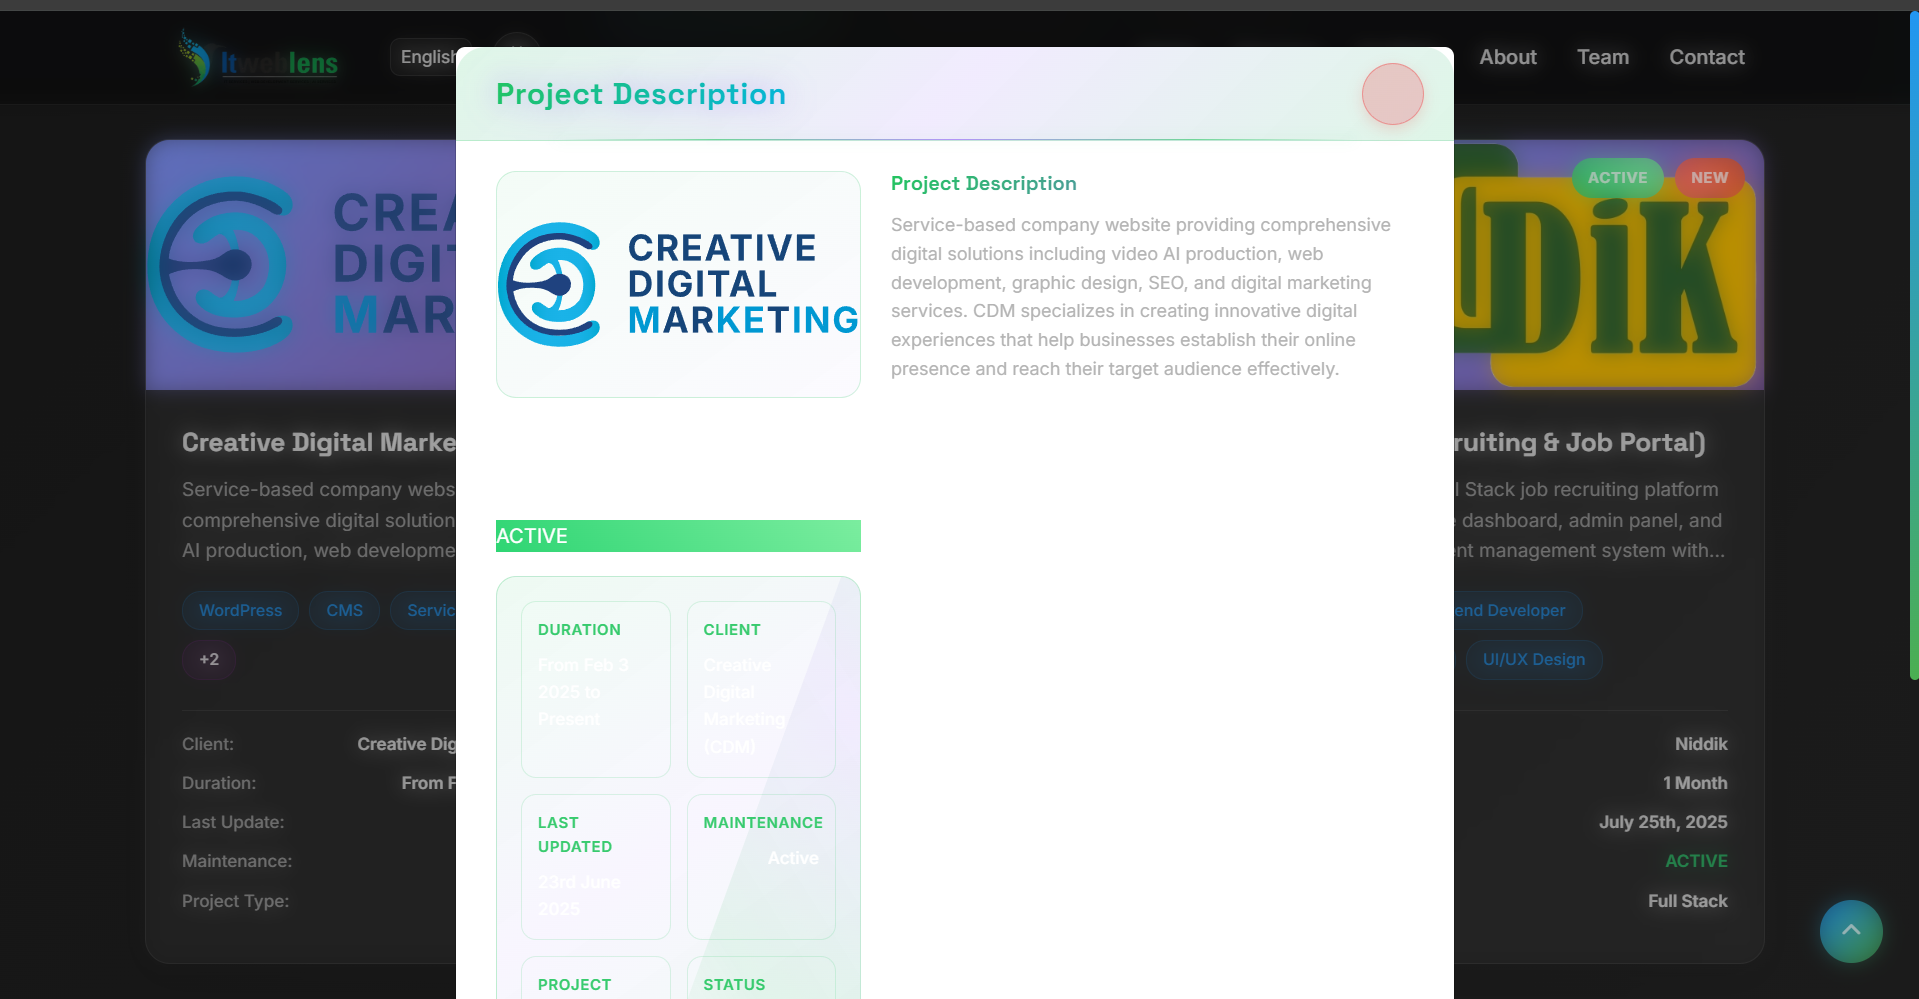 Itweblens
English
About
Team
Contact
Project Description
CREATIVE
DIGITAL
MARKETING
Project Description
Service-based company website providing comprehensive
digital solutions including video AI production, web
development, graphic design, SEO, and digital marketing
services. CDM specializes in creating innovative digital
experiences that help businesses establish their online
presence and reach their target audience effectively.
ACTIVE
DURATION
From Feb 3
2025 to
Present
CLIENT
Creative
Digital
Marketing
(CDM)
LAST
UPDATED
23rd June
2025
MAINTENANCE
Active
PROJECT
STATUS
CREA
DIGIT
MAR
Creative Digital Marke
Service-based company webs
comprehensive digital solution
AI production, web developme
WordPress
CMS
Servic
+2
Client:
Creative Dig
Duration:
From F
Last Update:
Maintenance:
Project Type:
ACTIVE
NEW
DiK
ruiting & Job Portal)
l Stack job recruiting platform
e dashboard, admin panel, and
nt management system with...
end Developer
UI/UX Design
Niddik
1 Month
July 25th, 2025
ACTIVE
Full Stack